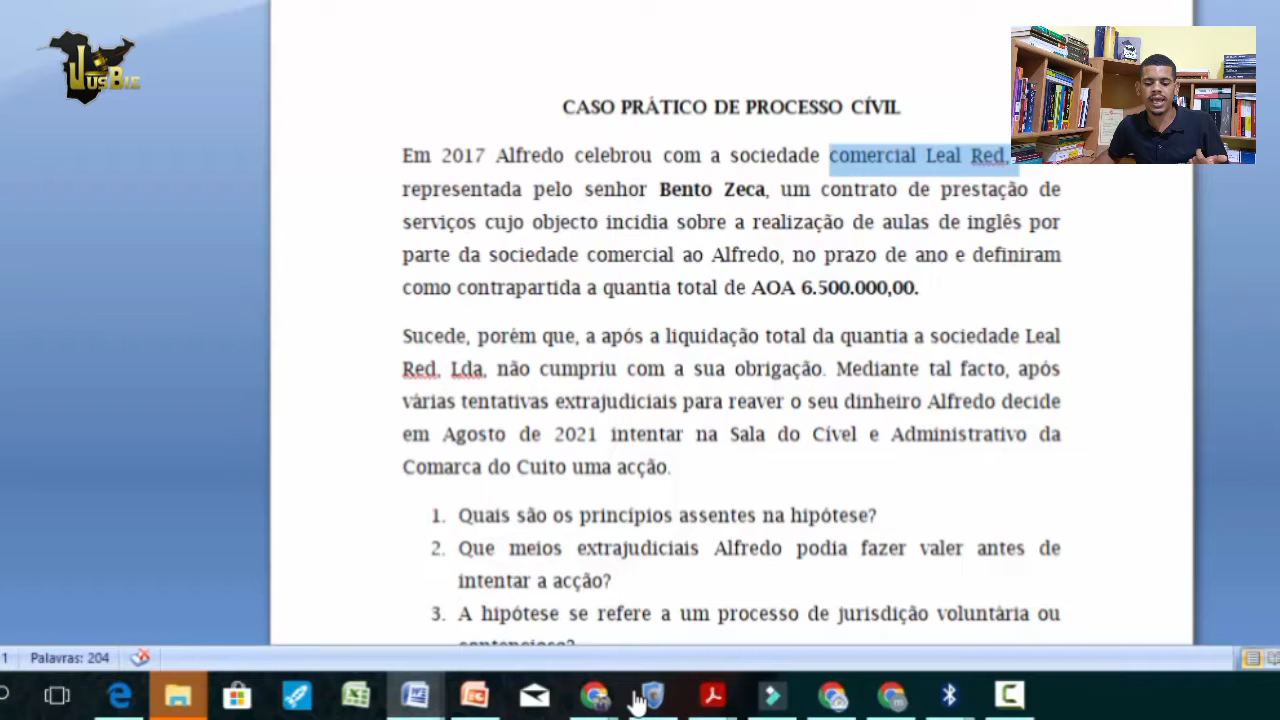 JusBié
CASO PRÁTICO DE PROCESSO CÍVIL
Em 2017 Alfredo celebrou com a sociedade comercial Leal Red.
representada pelo senhor Bento Zeca, um contrato de prestação de
serviços cujo objecto incidia sobre a realização de aulas de inglês por
parte da sociedade comercial ao Alfredo, no prazo de ano e definiram
como contrapartida a quantia total de AOA 6.500.000,00.
Sucede, porém que, a após a liquidação total da quantia a sociedade Leal
Red. Lda. não cumpriu com a sua obrigação. Mediante tal facto, após
várias tentativas extrajudiciais para reaver o seu dinheiro Alfredo decide
em Agosto de 2021 intentar na Sala do Cível e Administrativo da
Comarca do Cuito uma acção.
1. Quais são os princípios assentes na hipótese?
2. Que meios extrajudiciais Alfredo podia fazer valer antes de
intentar a acção?
3. A hipótese se refere a um processo de jurisdição voluntária ou
contencioso?
1 Palavras: 204